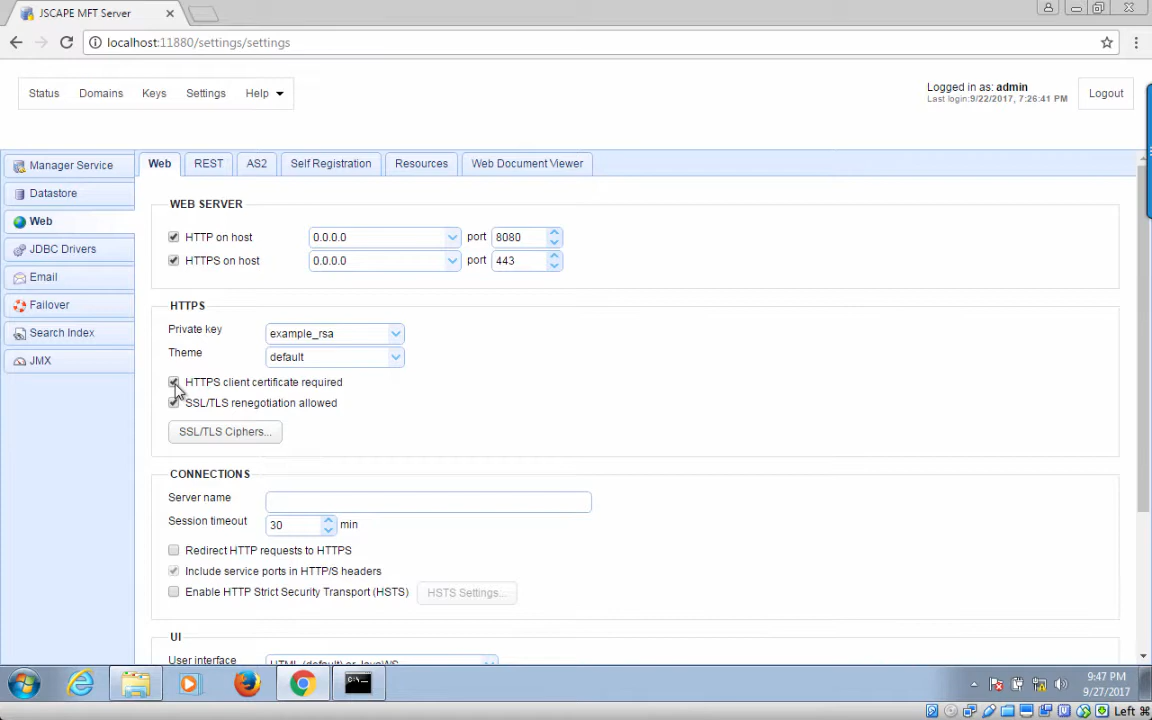 JSCAPE MFT Server
localhost:11880/settings/settings
Status Domains Keys Settings Help
Logged in as: admin
Last login:9/22/2017, 7:26:41 PM
Logout
Manager Service
Datastore
Web
JDBC Drivers
Email
Failover
Search Index
JMX
Web REST AS2 Self Registration Resources Web Document Viewer
WEB SERVER
HTTP on host 0.0.0.0 port 8080
HTTPS on host 0.0.0.0 port 443
HTTPS
Private key example_rsa
Theme default
HTTPS client certificate required
SSL/TLS renegotiation allowed
SSL/TLS Ciphers...
CONNECTIONS
Server name
Session timeout 30 min
Redirect HTTP requests to HTTPS
Include service ports in HTTP/S headers
Enable HTTP Strict Security Transport (HSTS) HSTS Settings...
UI
User interface HTML (default) or JavaWS
9:47 PM
9/27/2017
Left ⌘